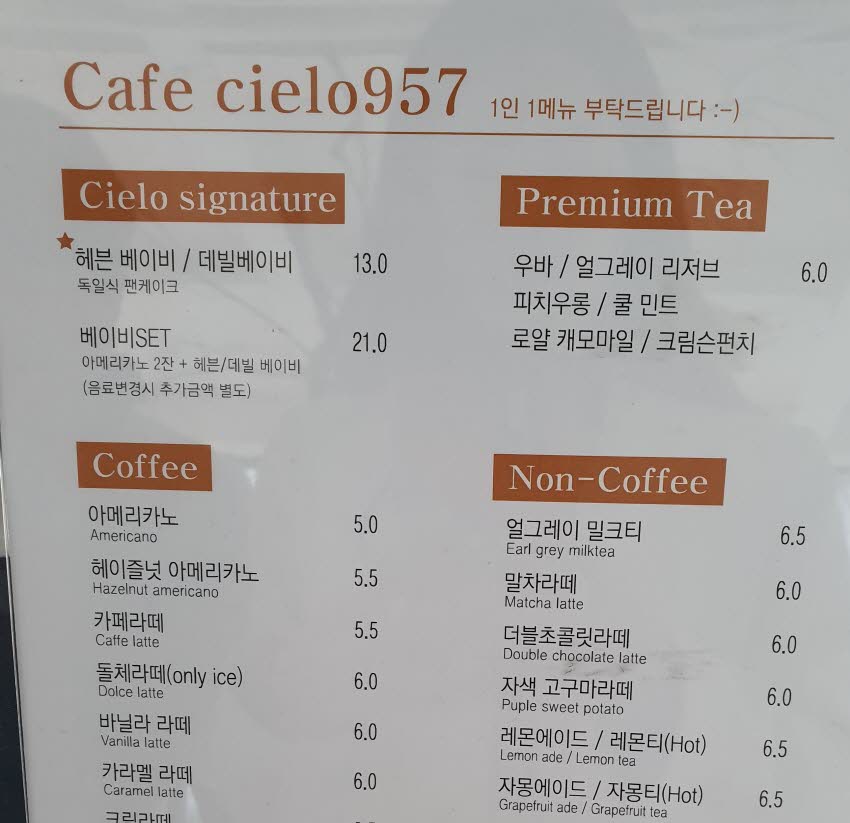 Cafe cielo957 1인 1메뉴 부탁드립니다 :-)
Cielo signature
헤븐 베이비 / 데빌베이비 13.0
독일식 팬케이크
베이비SET 21.0
아메리카노 2잔 + 헤븐/데빌 베이비
(음료변경시 추가금액 별도)
Premium Tea
우바 / 얼그레이 리저브 6.0
피치우롱 / 쿨 민트
로얄 캐모마일 / 크림슨펀치
Coffee
아메리카노 5.0
Americano
헤이즐넛 아메리카노 5.5
Hazelnut americano
카페라떼 5.5
Caffe latte
돌체라떼(only ice) 6.0
Dolce latte
바닐라 라떼 6.0
Vanilla latte
카라멜 라떼 6.0
Caramel latte
크림라떼
Non-Coffee
얼그레이 밀크티 6.5
Earl grey milktea
말차라떼 6.0
Matcha latte
더블초콜릿라떼 6.0
Double chocolate latte
자색 고구마라떼 6.0
Puple sweet potato
레몬에이드 / 레몬티(Hot) 6.5
Lemon ade / Lemon tea
자몽에이드 / 자몽티(Hot) 6.5
Grapefruit ade / Grapefruit tea